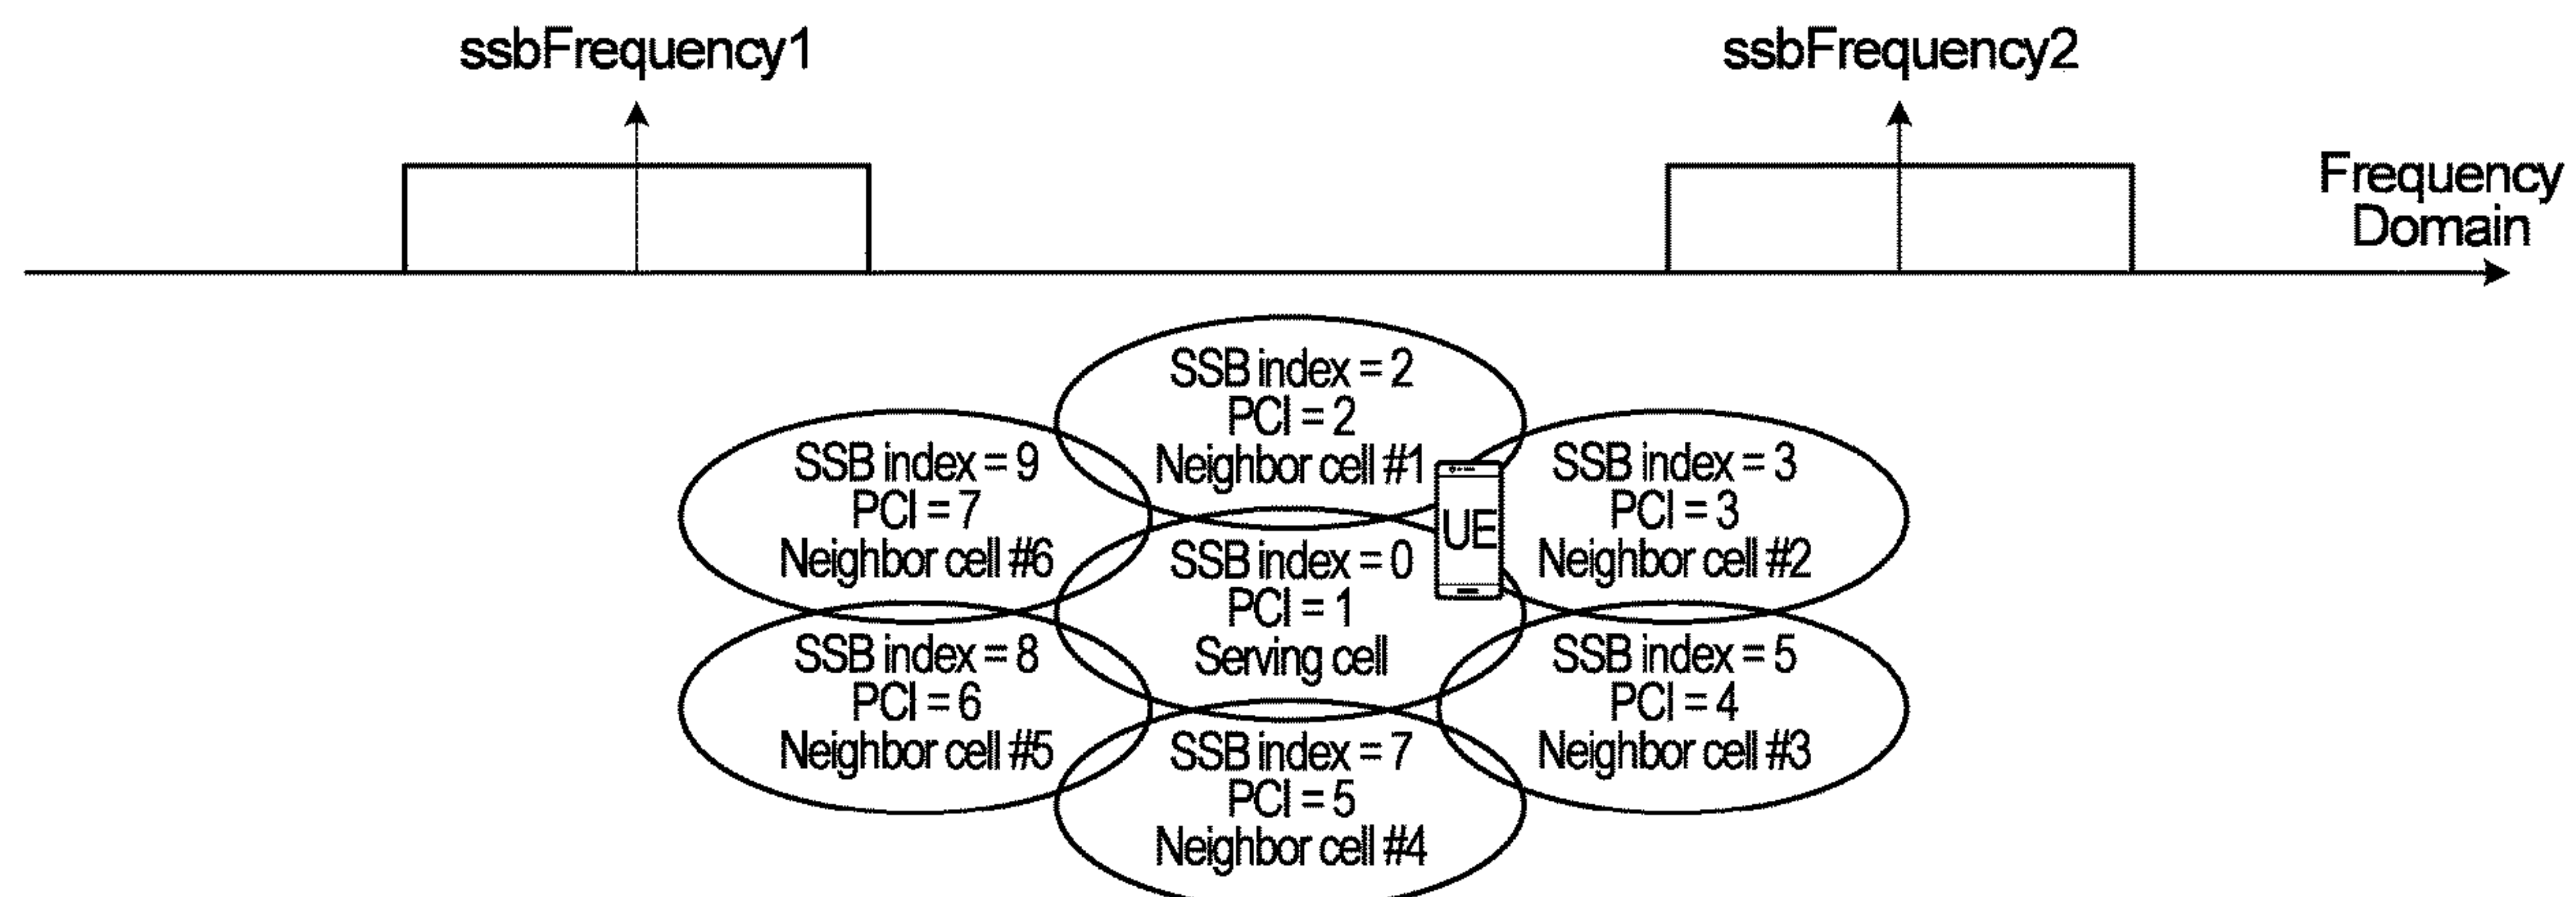 ssbFrequency1
ssbFrequency2
Frequency
Domain
SSB index = 2
PCI = 2
Neighbor cell #1
SSB index = 9
PCI = 7
Neighbor cell #6
SSB index = 3
PCI = 3
Neighbor cell #2
UE
SSB index = 0
PCI = 1
Serving cell
SSB index = 8
PCI = 6
Neighbor cell #5
SSB index = 5
PCI = 4
Neighbor cell #3
SSB index = 7
PCI = 5
Neighbor cell #4